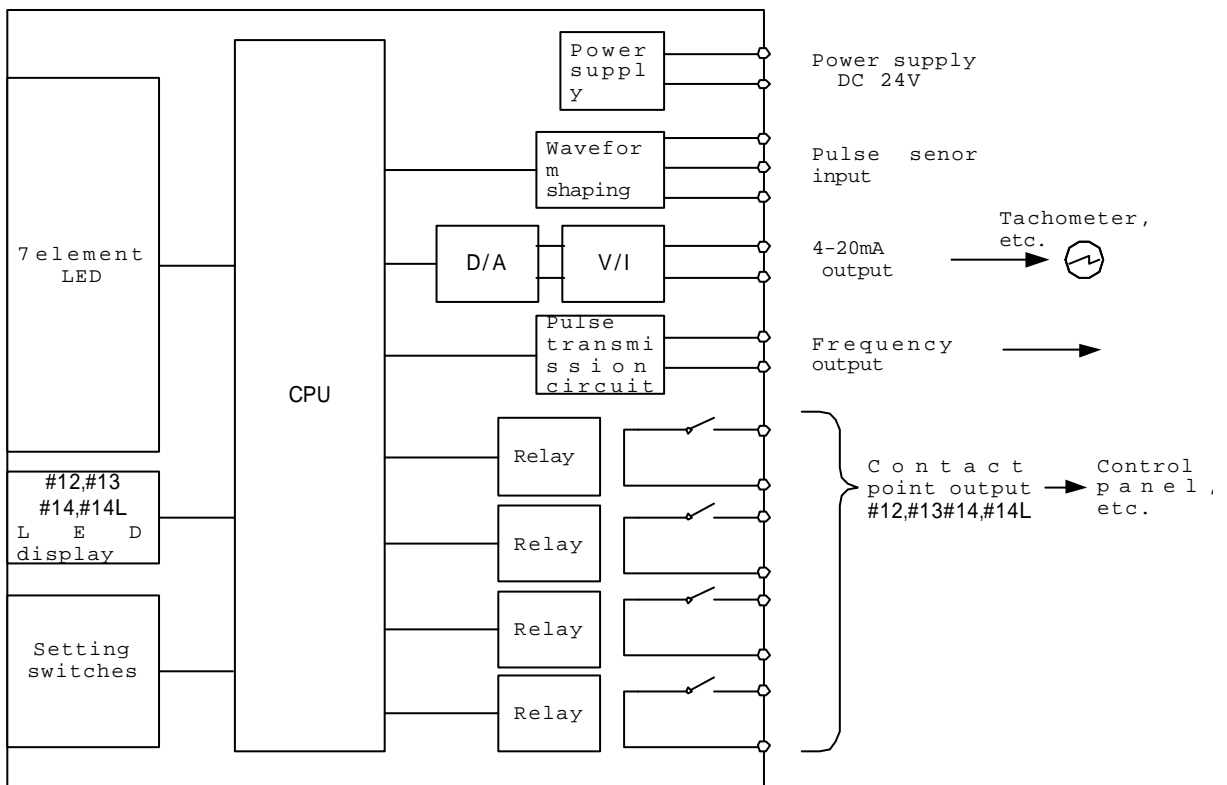 Power
suppl
y
Power supply
DC 24V
Wavefor
m
shaping
Pulse senor
input
7element
LED
D/A
V/I
4-20mA
output
Tachometer,
etc.
Pulse
transmi
ssion
circuit
Frequency
output
CPU
#12,#13
#14,#14L
L E D
display
Relay
Relay
Relay
Relay
Contact
point output
#12,#13#14,#14L
Control
panel,
etc.
Setting
switches